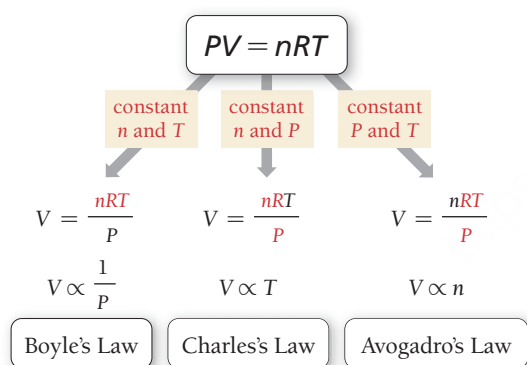 PV = nRT
constant
n and T
constant
n and P
constant
P and T
V = nRT/P
V = nRT/P
V = nRT/P
V ∝ 1/P
V ∝ T
V ∝ n
Boyle's Law
Charles's Law
Avogadro's Law